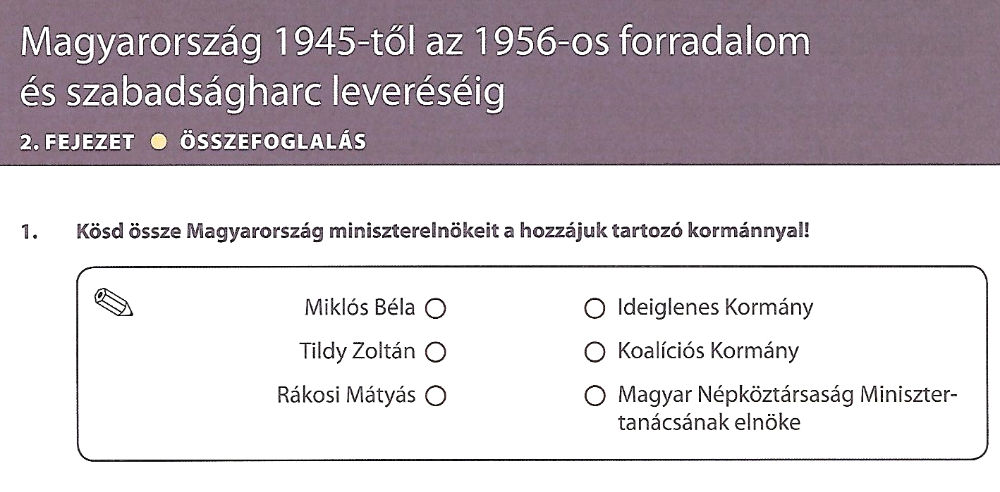 Magyarország 1945-től az 1956-os forradalom
és szabadságharc leveréséig
2. FEJEZET ● ÖSSZEFOGLALÁS
1. Kösd össze Magyarország miniszterelnökeit a hozzájuk tartozó kormánnyal!
Miklós Béla ○ ○ Ideiglenes Kormány
Tildy Zoltán ○ ○ Koalíciós Kormány
Rákosi Mátyás ○ ○ Magyar Népköztársaság Miniszter-
tanácsának elnöke